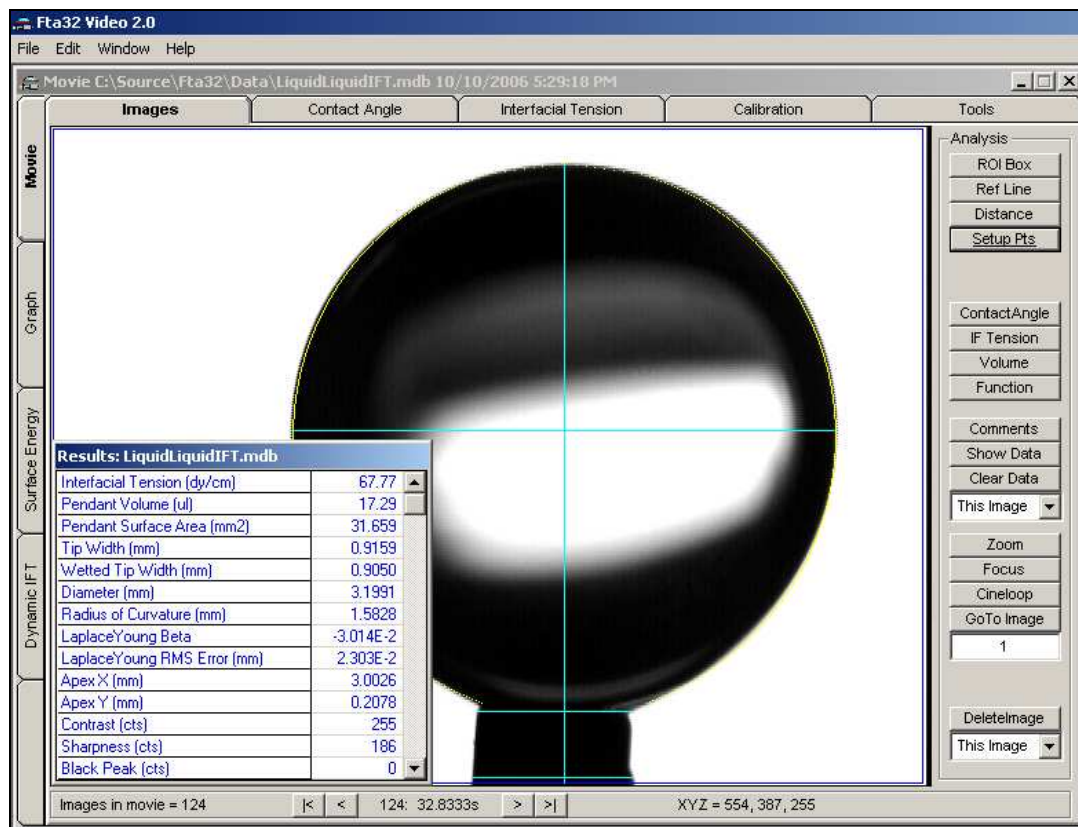 Fta32 Video 2.0
File Edit Window Help
Movie C:\Source\Fta32\Data\LiquidLiquidIFT.mdb 10/10/2006 5:29:18 PM
Images Contact Angle Interfacial Tension Calibration Tools
Movie
Graph
Surface Energy
Dynamic IFT
Analysis
ROI Box
Ref Line
Distance
Setup Pts
ContactAngle
IF Tension
Volume
Function
Comments
Show Data
Clear Data
This Image
Zoom
Focus
Cineloop
GoTo Image
1
DeleteImage
This Image
Results: LiquidLiquidIFT.mdb
Interfacial Tension (dy/cm) 67.77
Pendant Volume (ul) 17.29
Pendant Surface Area (mm2) 31.659
Tip Width (mm) 0.9159
Wetted Tip Width (mm) 0.9050
Diameter (mm) 3.1991
Radius of Curvature (mm) 1.5828
LaplaceYoung Beta -3.014E-2
LaplaceYoung RMS Error (mm) 2.303E-2
Apex X (mm) 3.0026
Apex Y (mm) 0.2078
Contrast (cts) 255
Sharpness (cts) 186
Black Peak (cts) 0
Images in movie = 124 |< < 124: 32.8333s > >| XYZ = 554, 387, 255